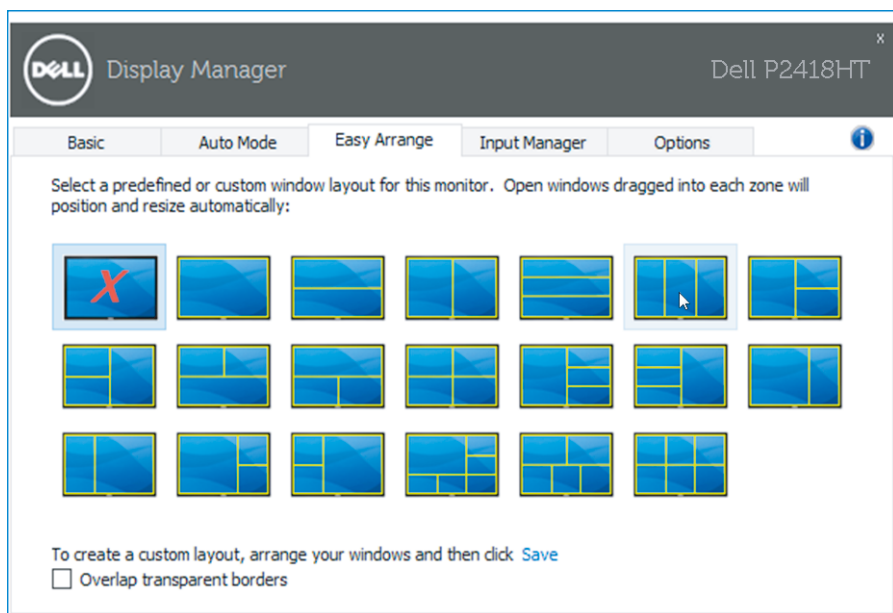 DELL Display Manager
x
Dell P2418HT
Basic Auto Mode Easy Arrange Input Manager Options
Select a predefined or custom window layout for this monitor. Open windows dragged into each zone will
position and resize automatically:
X
To create a custom layout, arrange your windows and then click Save
Overlap transparent borders